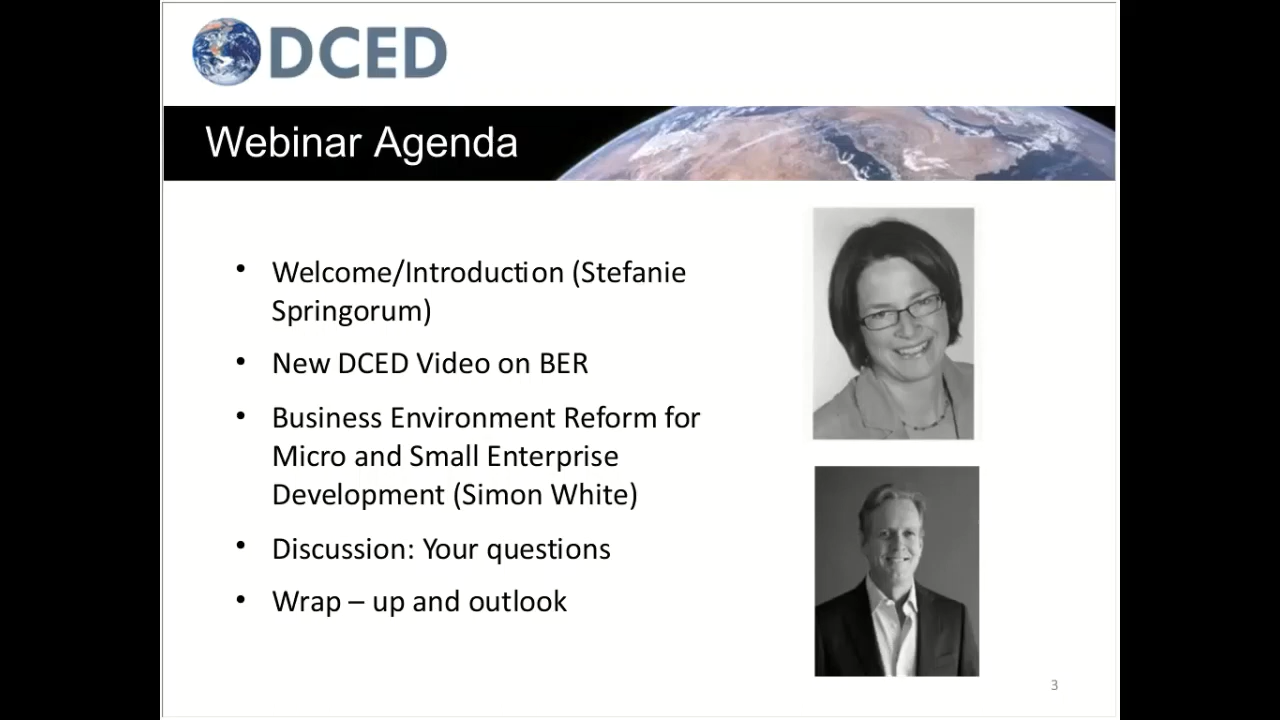 DCED
Webinar Agenda
• Welcome/Introduction (Stefanie
Springorum)
• New DCED Video on BER
• Business Environment Reform for
Micro and Small Enterprise
Development (Simon White)
• Discussion: Your questions
• Wrap – up and outlook
3